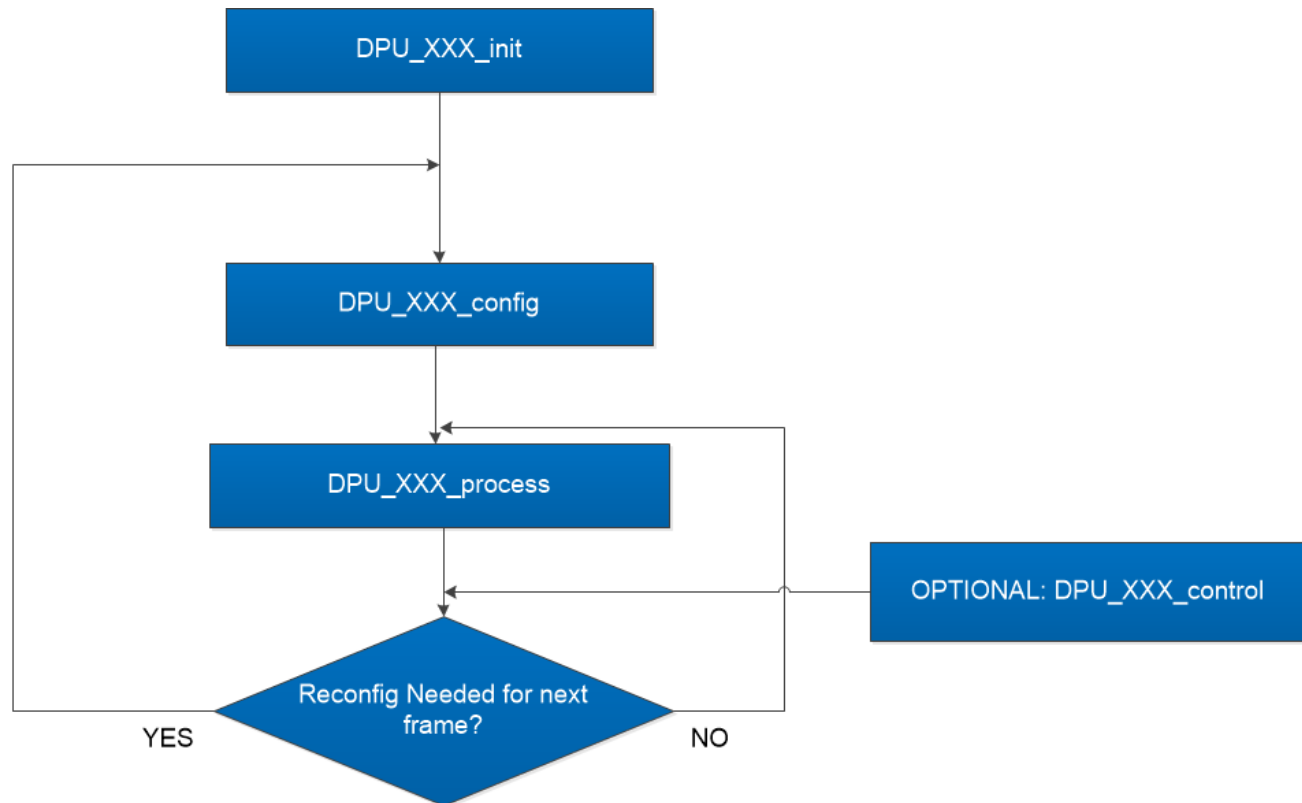 DPU_XXX_init
DPU_XXX_config
DPU_XXX_process
OPTIONAL: DPU_XXX_control
Reconfig Needed for next
frame?
YES
NO